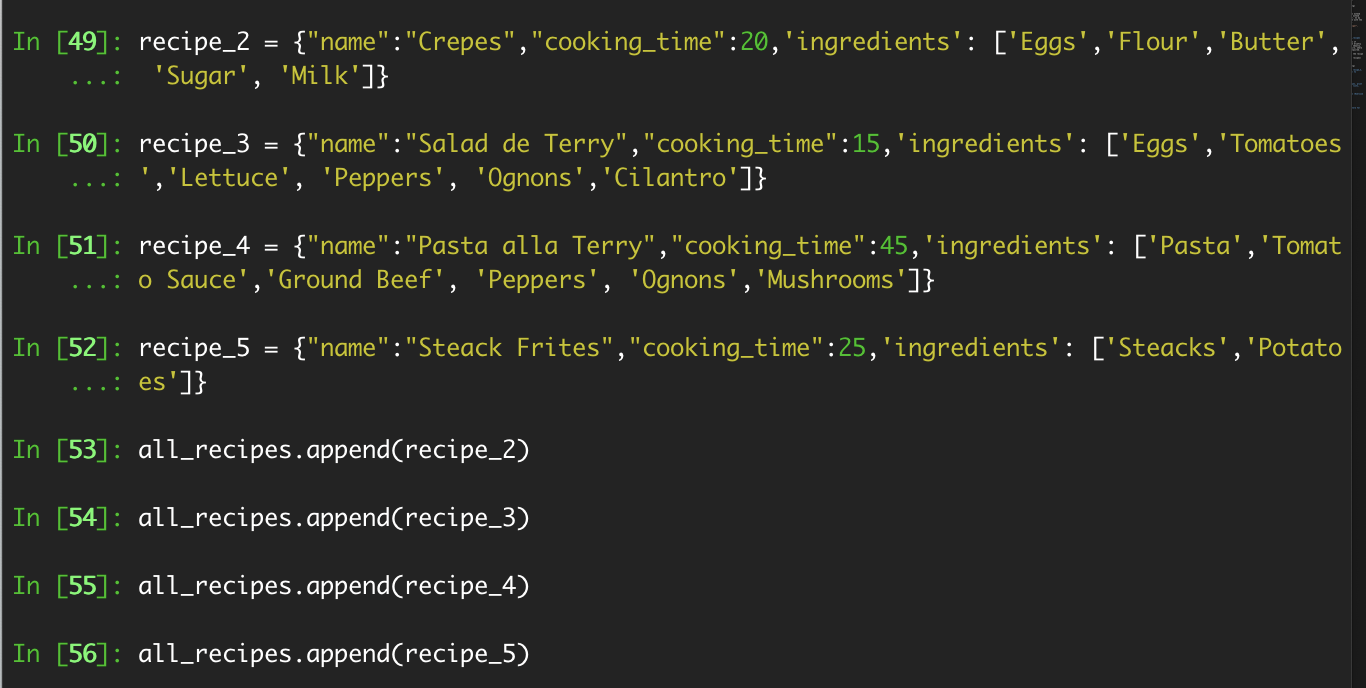 In [49]: recipe_2 = {"name":"Crepes","cooking_time":20,'ingredients': ['Eggs','Flour','Butter',
...: 'Sugar', 'Milk']}
In [50]: recipe_3 = {"name":"Salad de Terry","cooking_time":15,'ingredients': ['Eggs','Tomatoes
...: ','Lettuce', 'Peppers', 'Ognons','Cilantro']}
In [51]: recipe_4 = {"name":"Pasta alla Terry","cooking_time":45,'ingredients': ['Pasta','Tomat
...: o Sauce','Ground Beef', 'Peppers', 'Ognons','Mushrooms']}
In [52]: recipe_5 = {"name":"Steack Frites","cooking_time":25,'ingredients': ['Steacks','Potato
...: es']}
In [53]: all_recipes.append(recipe_2)
In [54]: all_recipes.append(recipe_3)
In [55]: all_recipes.append(recipe_4)
In [56]: all_recipes.append(recipe_5)